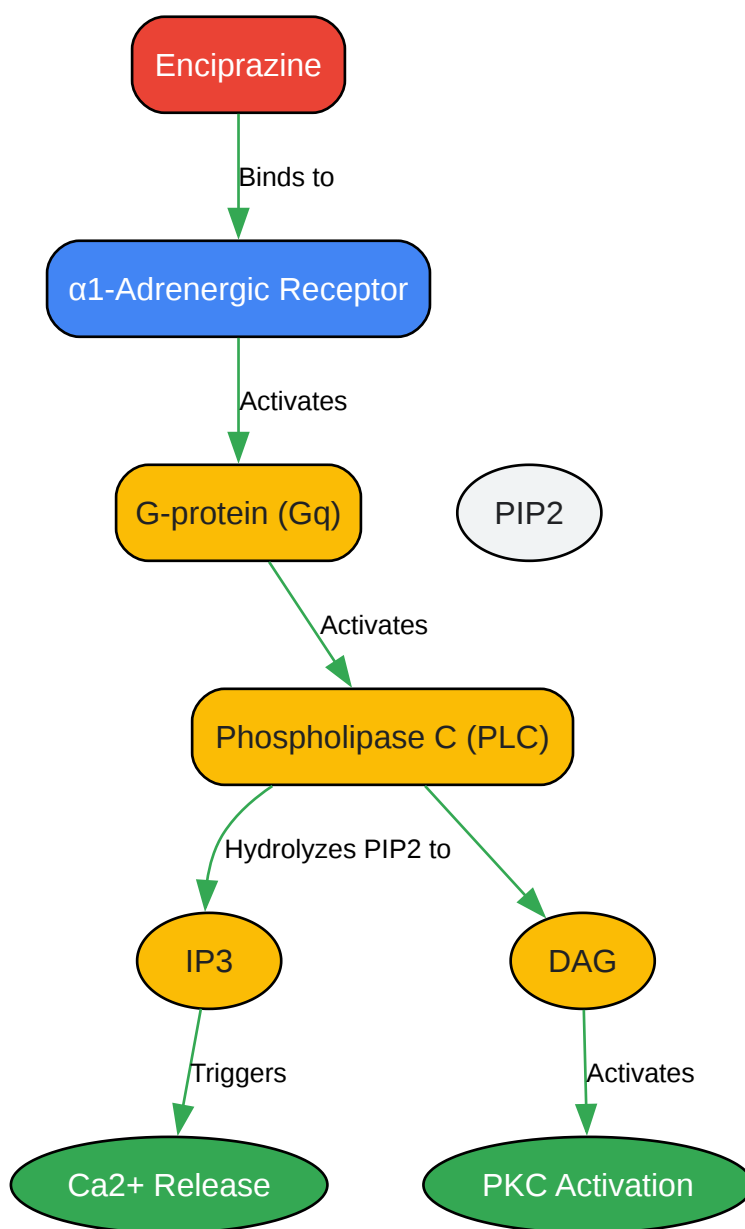 Enciprazine
Binds to
α1-Adrenergic Receptor
Activates
G-protein (Gq)
PIP2
Activates
Phospholipase C (PLC)
Hydrolyzes PIP2 to
IP3
DAG
Triggers
Activates
Ca2+ Release
PKC Activation